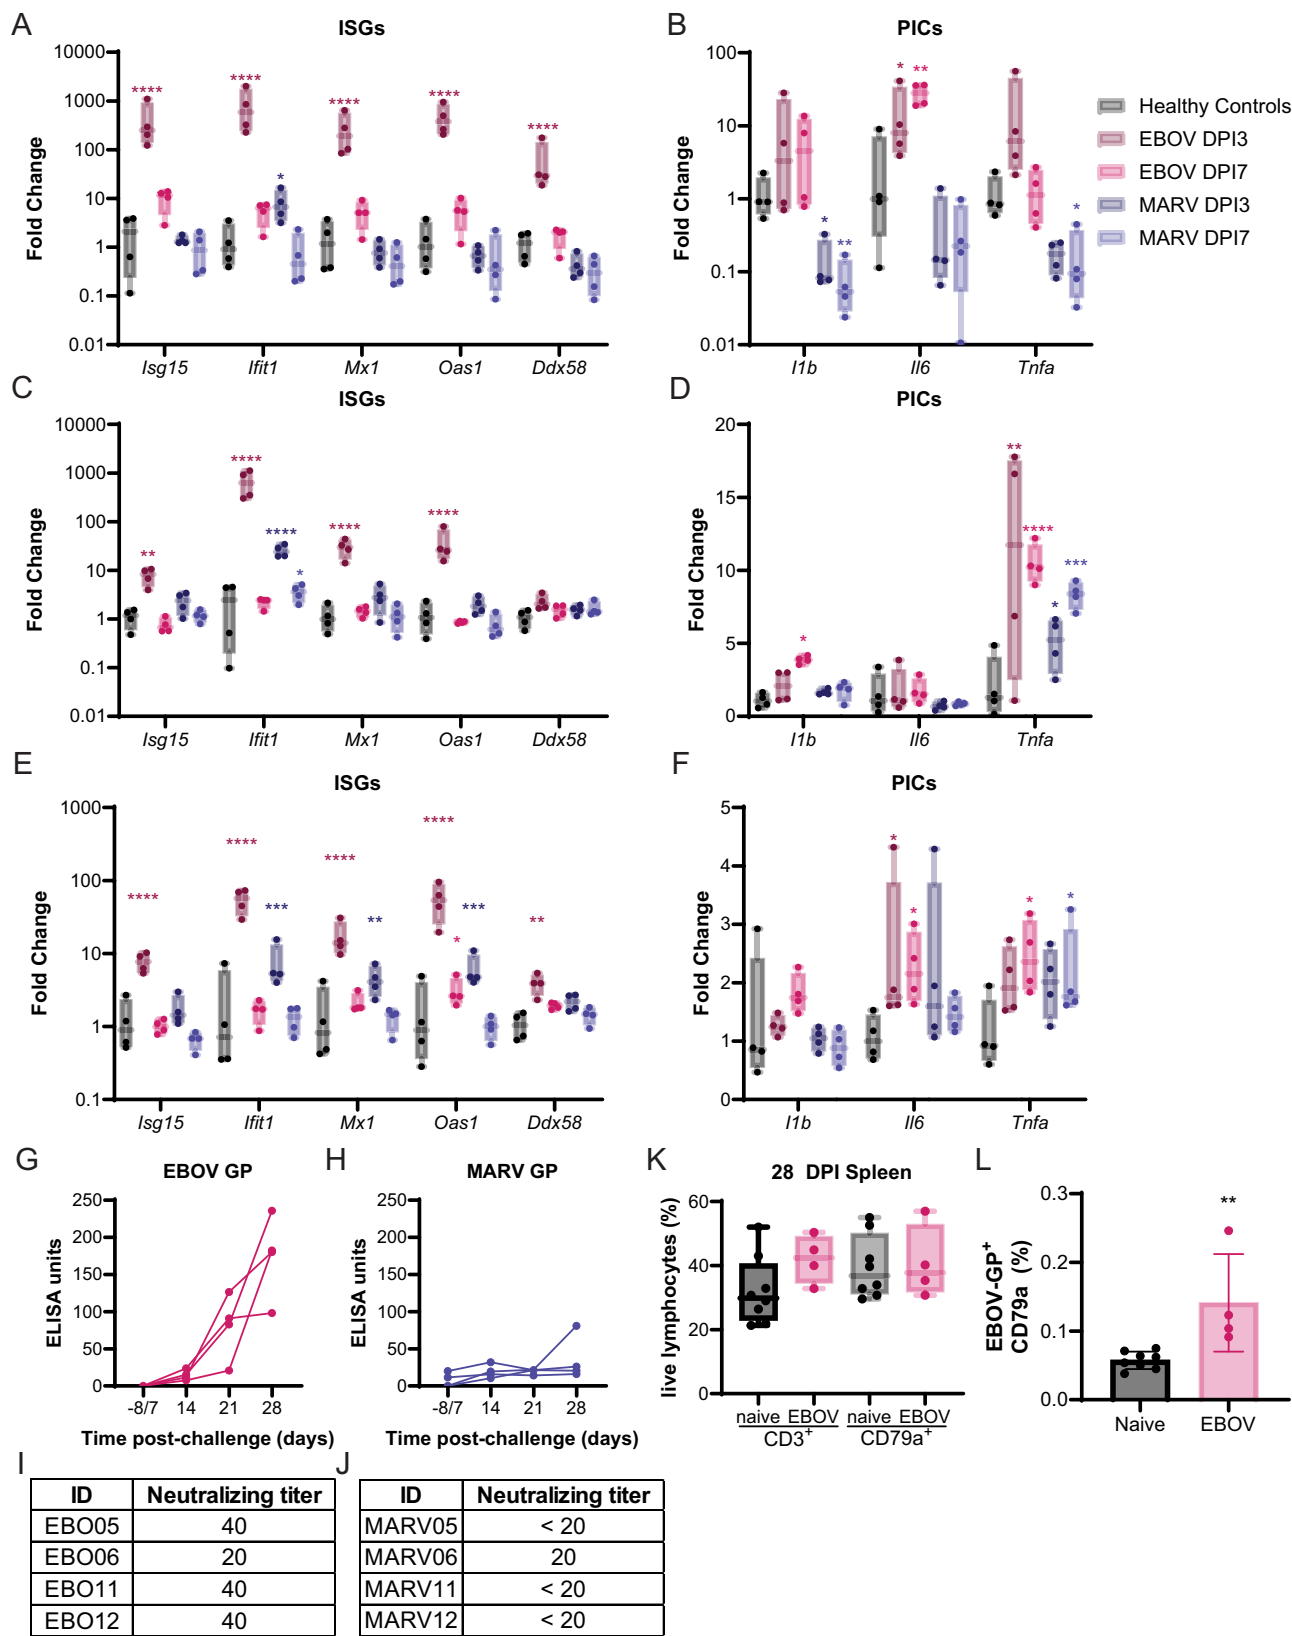 A
ISGs
Fold Change
10000
1000
100
10
1
0.1
0.01
****
****
*
****
****
****
Isg15 Ifit1 Mx1 Oas1 Ddx58
B
PICs
Fold Change
100
10
1
0.1
0.01
*
**
*
**
*
I1b Il6 Tnfa
Healthy Controls
EBOV DPI3
EBOV DPI7
MARV DPI3
MARV DPI7
C
ISGs
Fold Change
10000
1000
100
10
1
0.1
0.01
**
****
****
*
****
****
Isg15 Ifit1 Mx1 Oas1 Ddx58
D
PICs
Fold Change
20
15
10
5
0
*
**
****
*
***
I1b Il6 Tnfa
E
ISGs
Fold Change
1000
100
10
1
0.1
****
****
***
****
**
****
*
***
**
Isg15 Ifit1 Mx1 Oas1 Ddx58
F
PICs
Fold Change
5
4
3
2
1
0
*
*
*
*
I1b Il6 Tnfa
G
EBOV GP
ELISA units
250
200
150
100
50
0
-8/7 14 21 28
Time post-challenge (days)
H
MARV GP
ELISA units
250
200
150
100
50
0
-8/7 14 21 28
Time post-challenge (days)
K
28 DPI Spleen
live lymphocytes (%)
60
40
20
0
naive EBOV naive EBOV
CD3+ CD79a+
L
EBOV-GP+
CD79a (%)
0.3
0.2
0.1
0.0
**
Naive EBOV
I
ID Neutralizing titer
EBO05 40
EBO06 20
EBO11 40
EBO12 40
J
ID Neutralizing titer
MARV05 < 20
MARV06 20
MARV11 < 20
MARV12 < 20